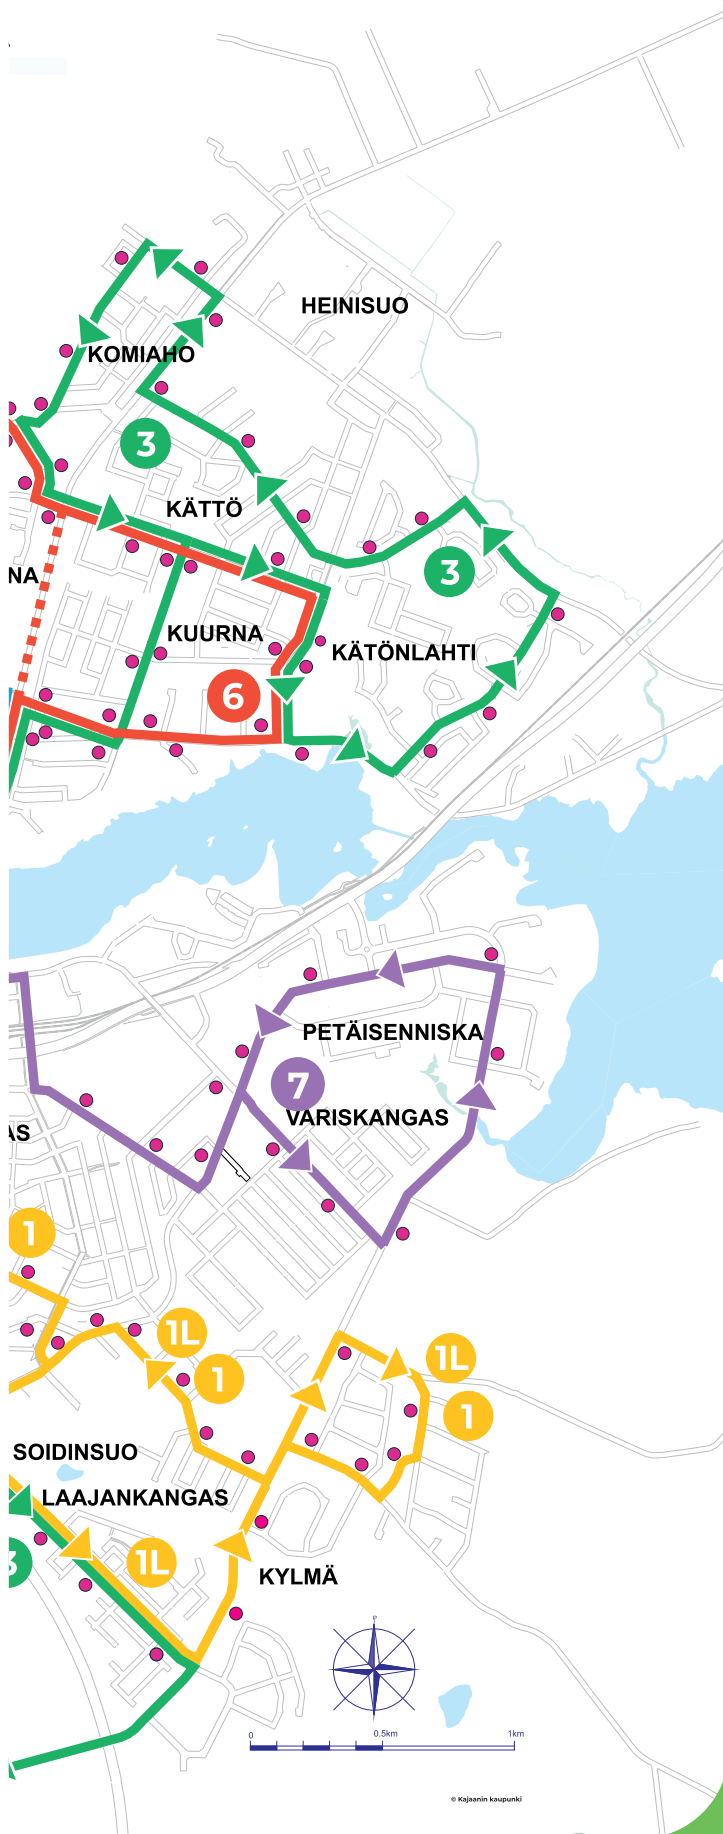 HEINISUO
KOMIAHO
3
KÄTTÖ
3
NA
KUURNA
KÄTÖNLAHTI
6
PETÄISENNISKA
7
VARISKANGAS
AS
1
1L
1L
1
1
SOIDINSUO
LAAJANKANGAS
3
1L
KYLMÄ
P
0
0.5km
1km
© Kajaanin kaupunki